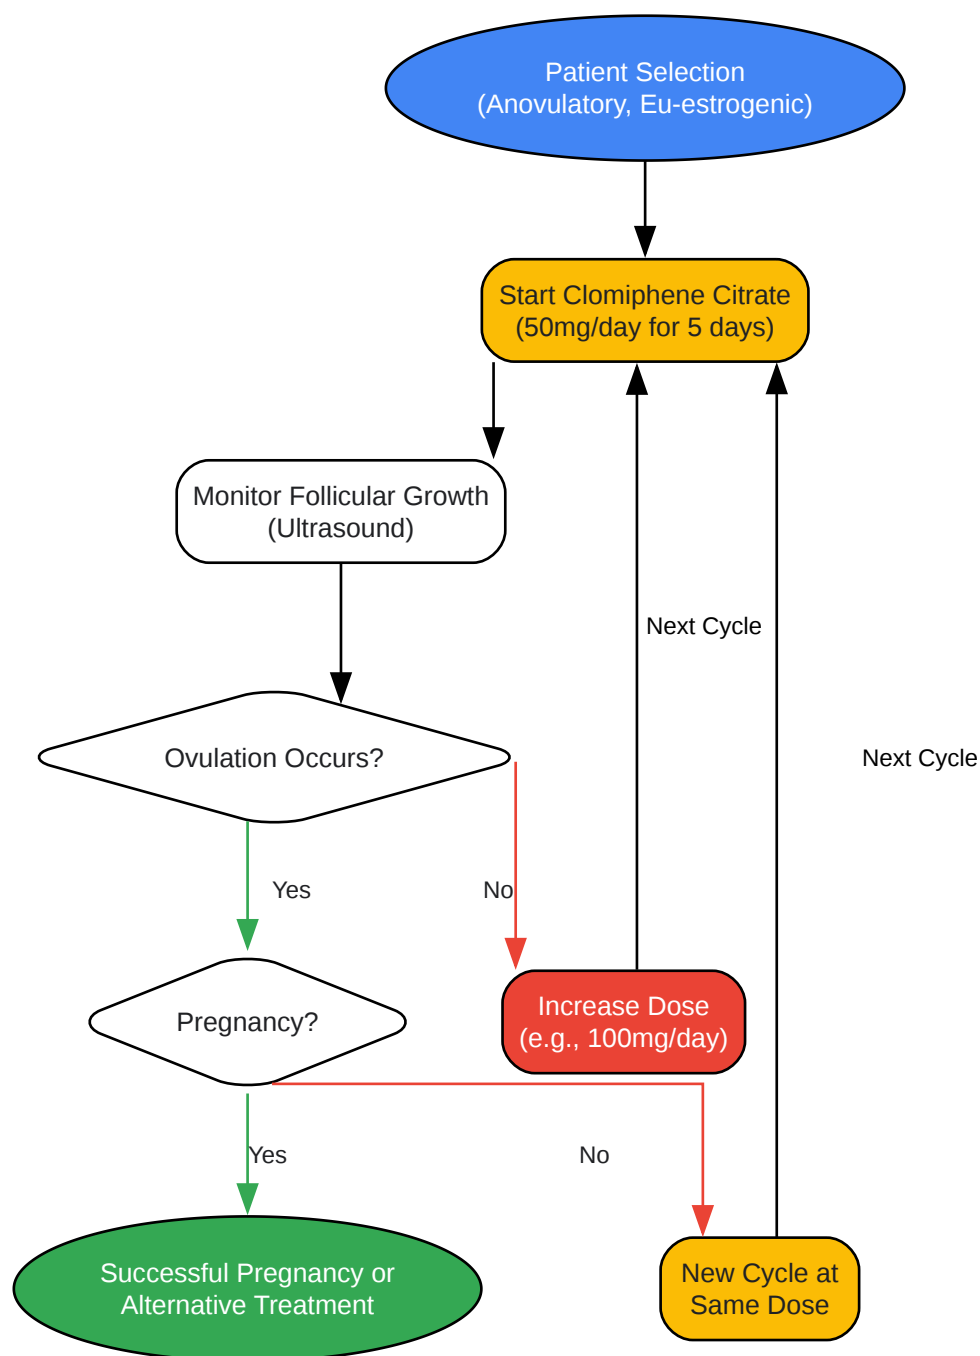 Patient Selection
(Anovulatory, Eu-estrogenic)
Start Clomiphene Citrate
(50mg/day for 5 days)
Monitor Follicular Growth
(Ultrasound)
Next Cycle
Ovulation Occurs?
Next Cycle
Yes
No
Increase Dose
(e.g., 100mg/day)
Pregnancy?
Yes
No
Successful Pregnancy or
Alternative Treatment
New Cycle at
Same Dose